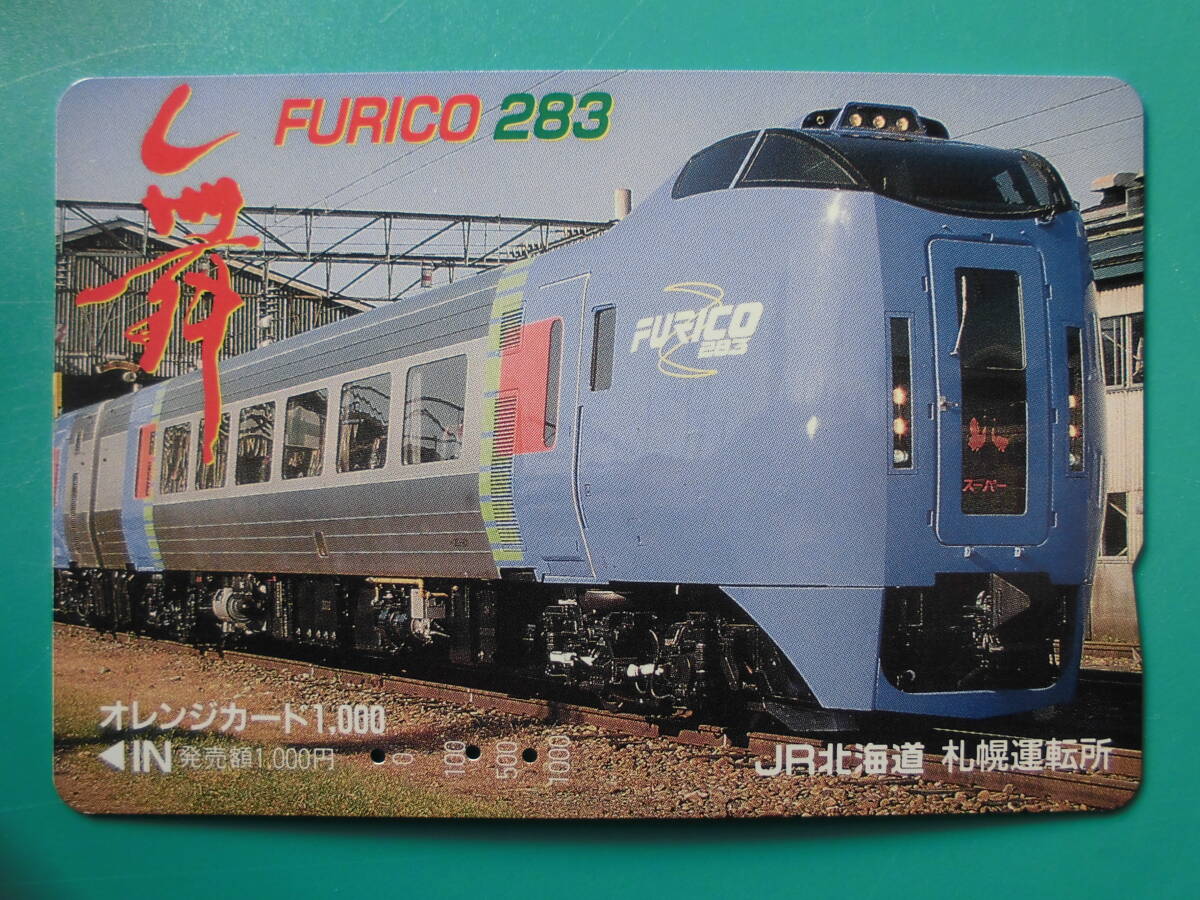 FURICO 283
FURICO
283
スーパー
オレンジカード1,000
◀IN 発売額1,000円
0 100 500 1000
JR北海道 札幌運転所